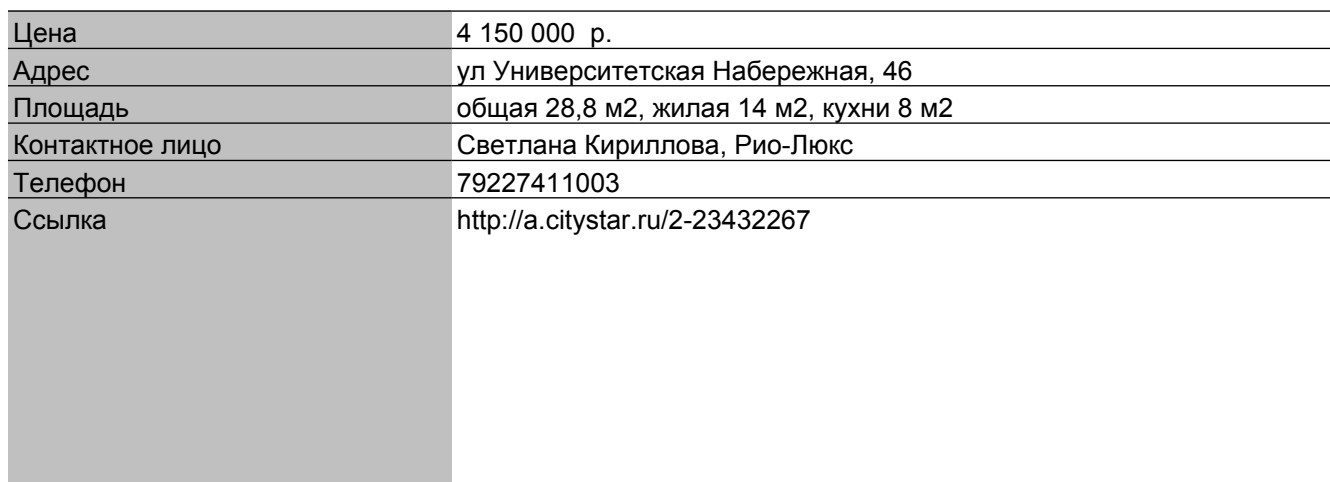 Цена 4 150 000 р.
Адрес ул Университетская Набережная, 46
Площадь общая 28,8 м2, жилая 14 м2, кухни 8 м2
Контактное лицо Светлана Кириллова, Рио-Люкс
Телефон 79227411003
Ссылка http://a.citystar.ru/2-23432267